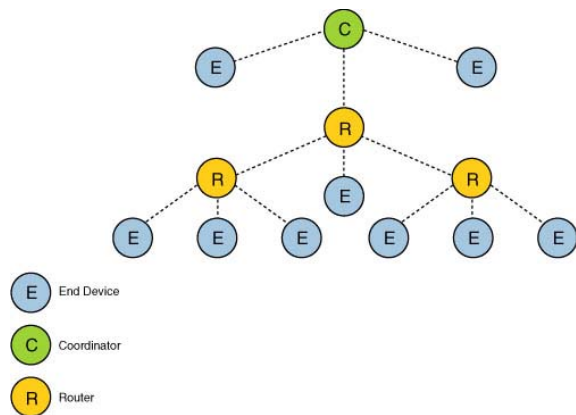 C
E E
R
R R
E
E E E E E E
E End Device
C Coordinator
R Router